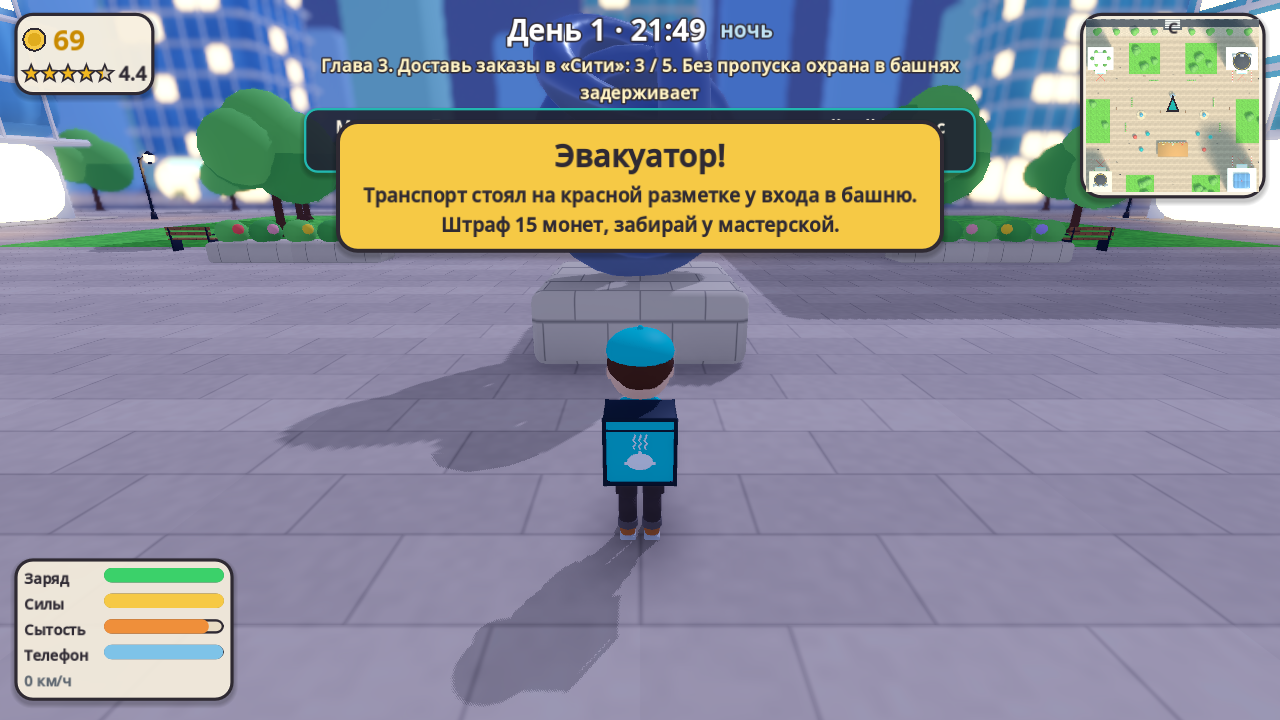 69
4.4
День 1 · 21:49 ночь
Глава 3. Доставь заказы в «Сити»: 3 / 5. Без пропуска охрана в башнях
задерживает
Эвакуатор!
Транспорт стоял на красной разметке у входа в башню.
Штраф 15 монет, забирай у мастерской.
С
Заряд
Силы
Сытость
Телефон
0 км/ч